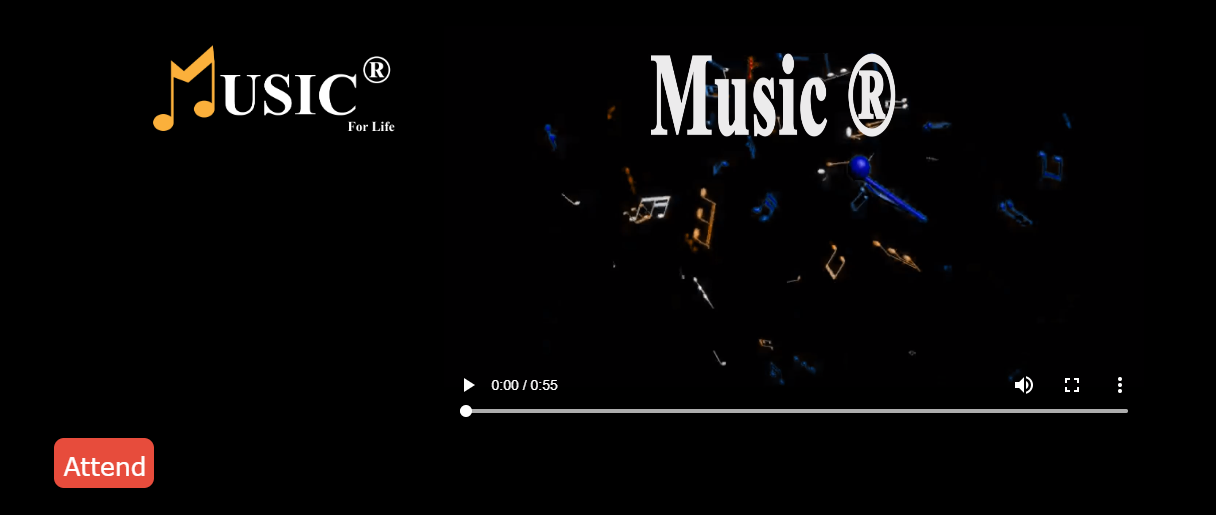 MUSIC®
For Life
Music ®
0:00 / 0:55
Attend